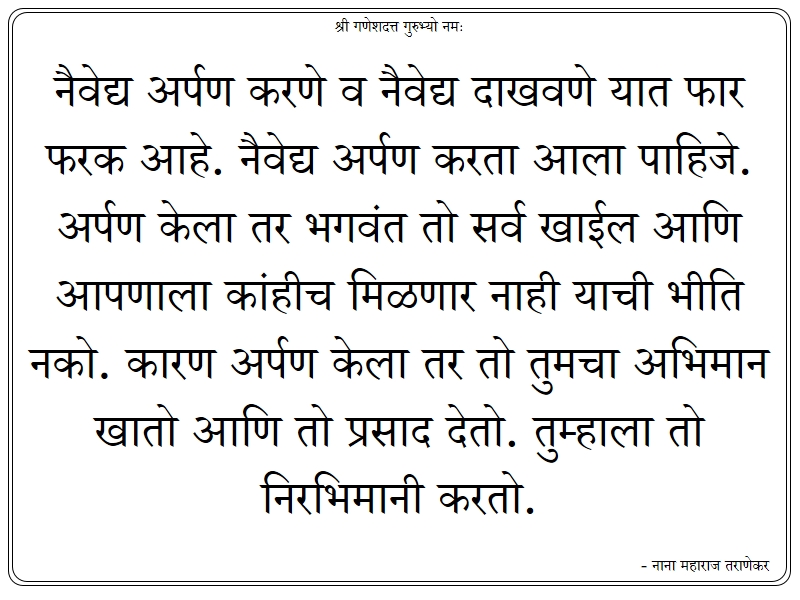 श्री गणेशदत्त गुरुभ्यो नमः
नैवेद्य अर्पण करणे व नैवेद्य दाखवणे यात फार
फरक आहे. नैवेद्य अर्पण करता आला पाहिजे.
अर्पण केला तर भगवंत तो सर्व खाईल आणि
आपणाला कांहीच मिळणार नाही याची भीति
नको. कारण अर्पण केला तर तो तुमचा अभिमान
खातो आणि तो प्रसाद देतो. तुम्हाला तो
निरभिमानी करतो.
- नाना महाराज तराणेकर